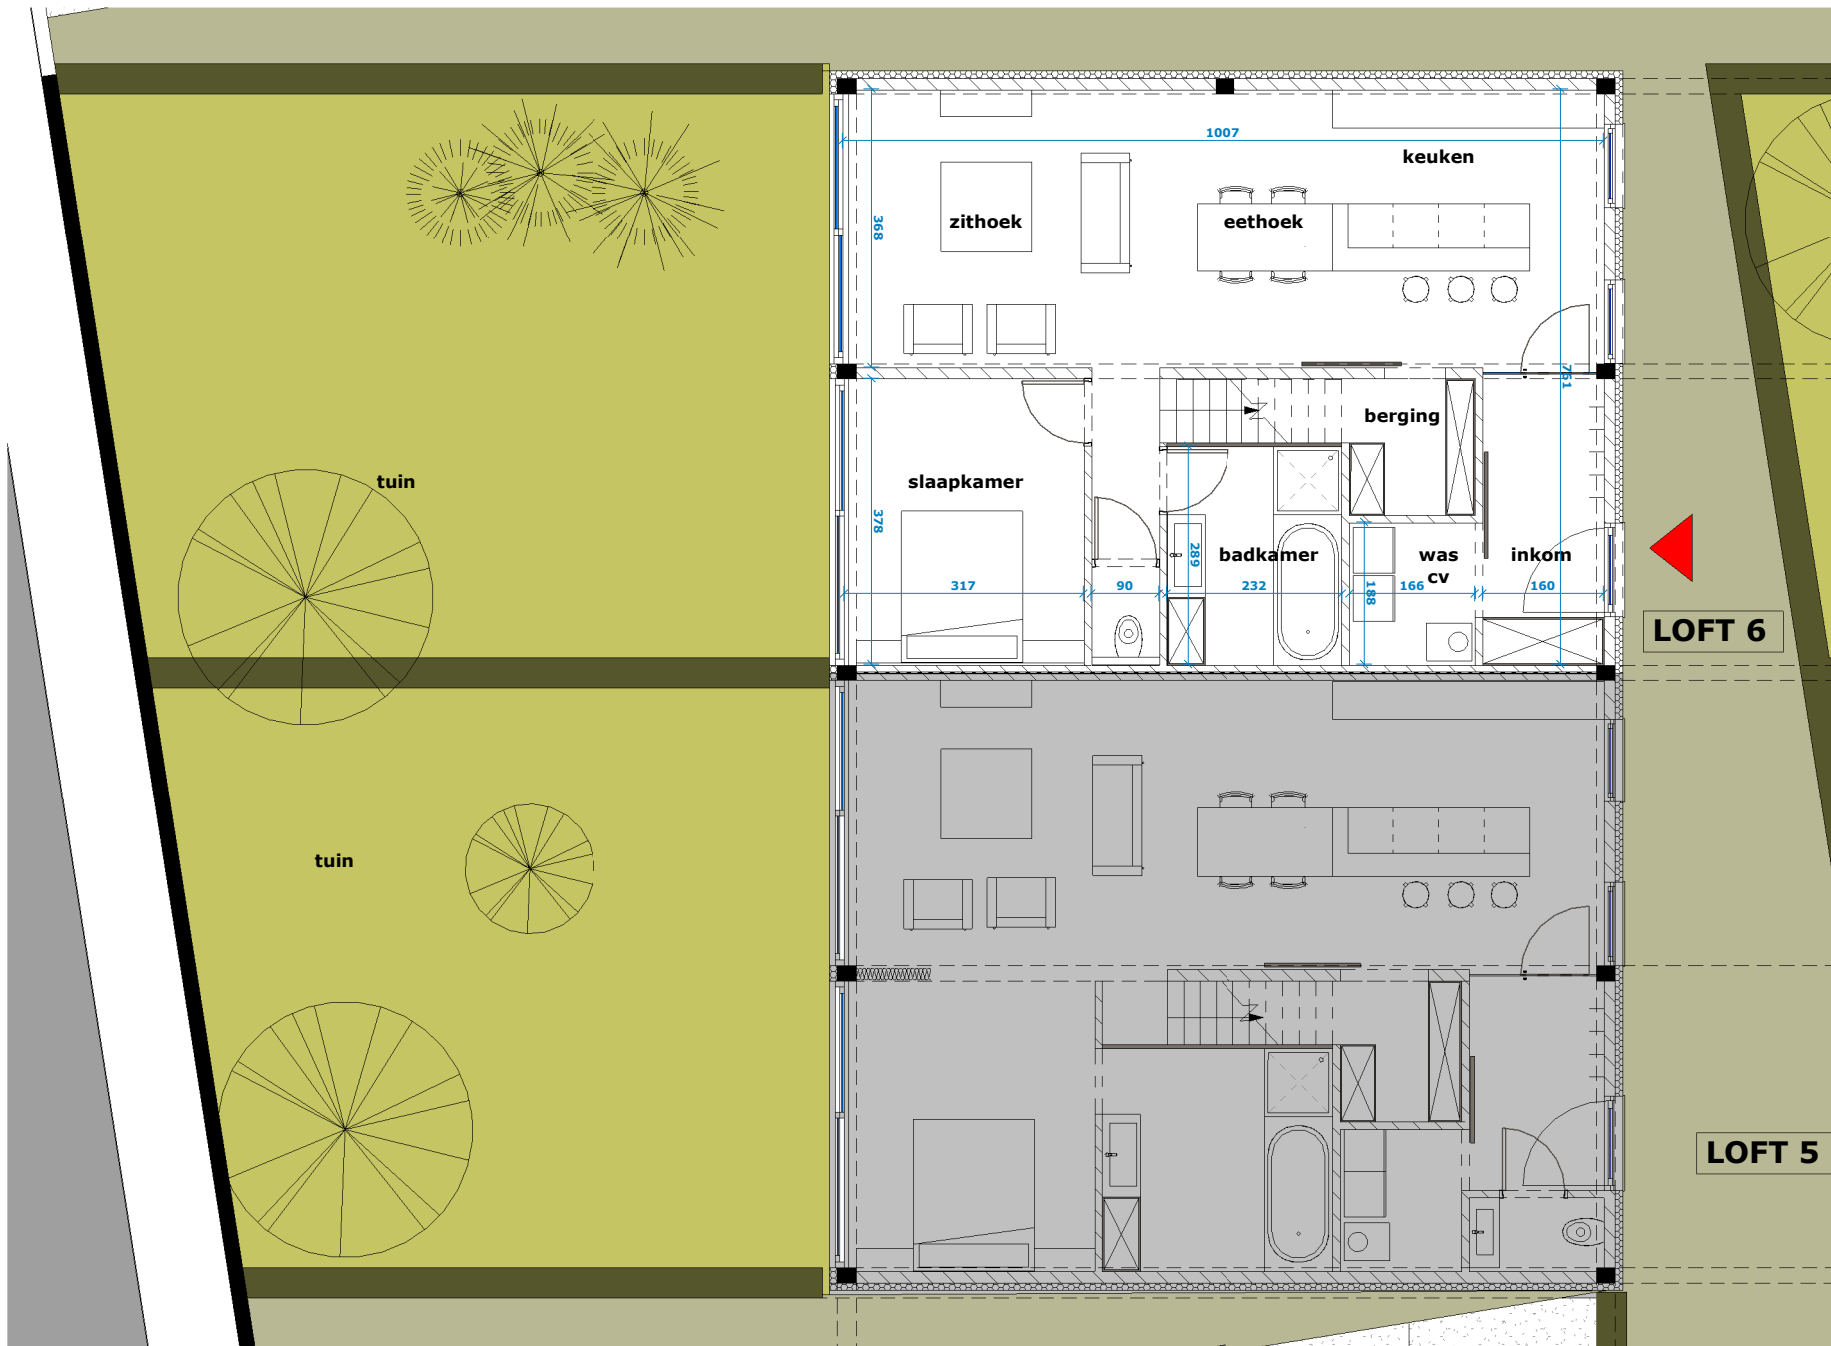 1007
keuken
368
zithoek
eethoek
751
berging
tuin
slaapkamer
378
289
badkamer
was
cv
inkom
317
90
232
188
166
160
LOFT 6
tuin
LOFT 5